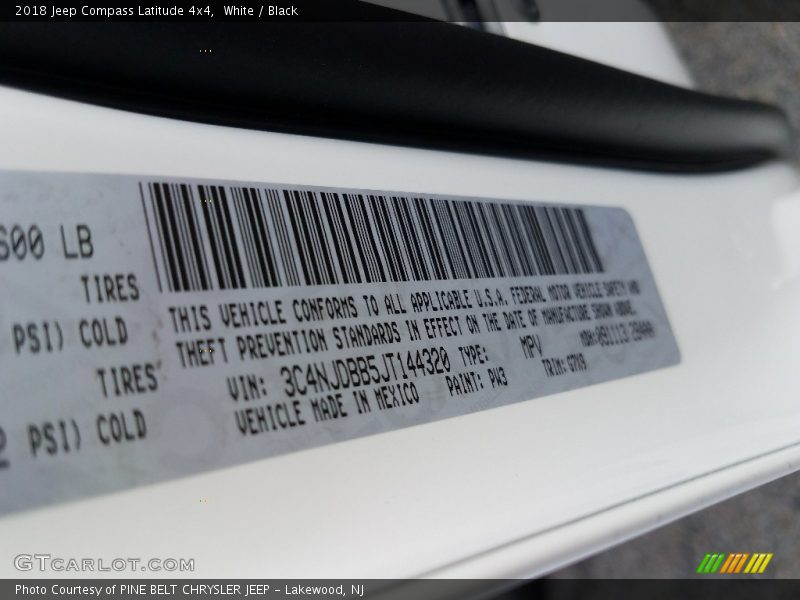 2018 Jeep Compass Latitude 4x4,  White / Black
600 LB
TIRES
PSI) COLD
TIRES
PSI) COLD
THIS VEHICLE CONFORMS TO ALL APPLICABLE U.S.A. FEDERAL MOTOR VEHICLE SAFETY AND
THEFT PREVENTION STANDARDS IN EFFECT ON THE DATE OF MANUFACTURE SHOWN ABOVE.
VIN: 3C4NJDBB5JT144320 TYPE: MPV MDH:
VEHICLE MADE IN MEXICO PAINT: PW3 TRIM:
GTCARLOT.COM
Photo Courtesy of PINE BELT CHRYSLER JEEP - Lakewood, NJ